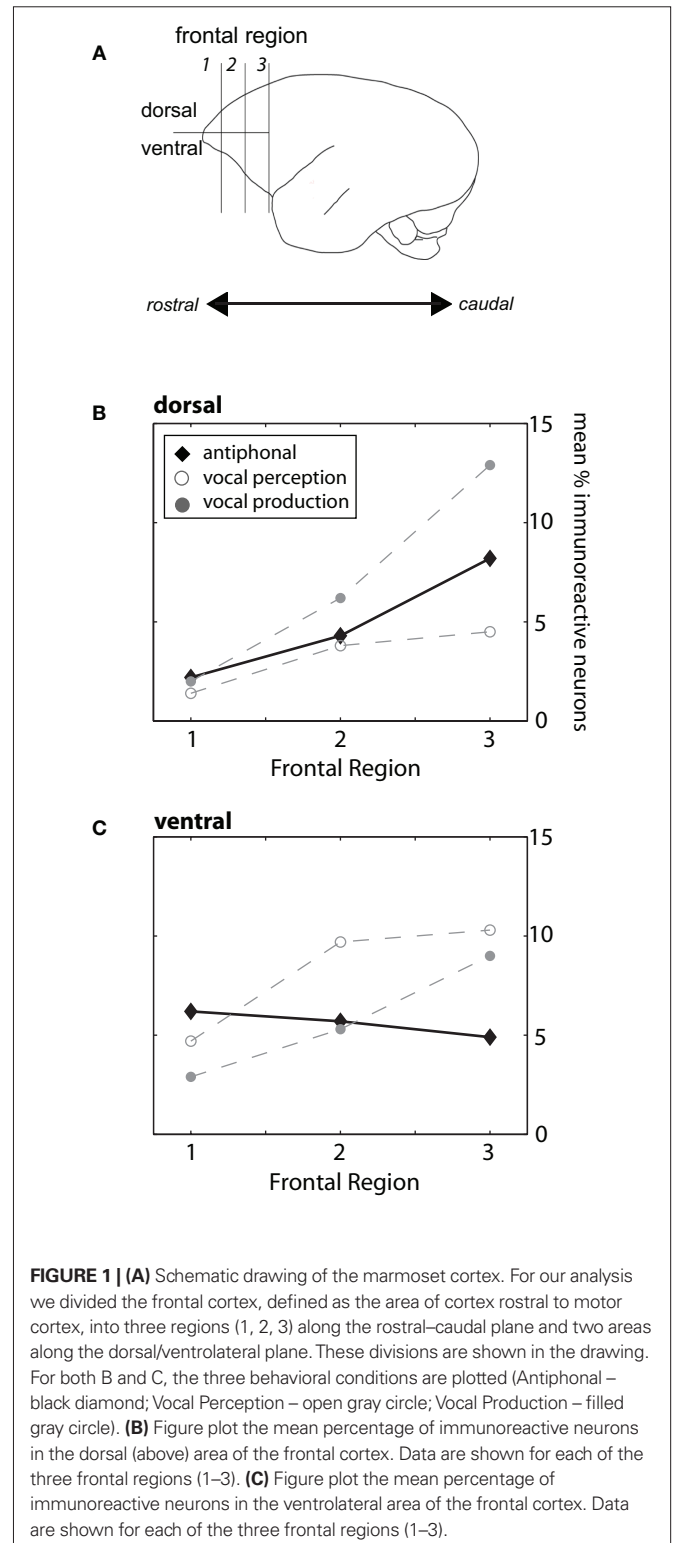 A
frontal region
1 2 3
dorsal
ventral
rostral caudal
B dorsal
antiphonal
vocal perception
vocal production
15
10
5
0
mean % immunoreactive neurons
1 2 3
Frontal Region
C ventral
15
10
5
0
1 2 3
Frontal Region
FIGURE 1 | (A) Schematic drawing of the marmoset cortex. For our analysis
we divided the frontal cortex, defined as the area of cortex rostral to motor
cortex, into three regions (1, 2, 3) along the rostral–caudal plane and two areas
along the dorsal/ventrolateral plane. These divisions are shown in the drawing.
For both B and C, the three behavioral conditions are plotted (Antiphonal –
black diamond; Vocal Perception – open gray circle; Vocal Production – filled
gray circle). (B) Figure plot the mean percentage of immunoreactive neurons
in the dorsal (above) area of the frontal cortex. Data are shown for each of the
three frontal regions (1–3). (C) Figure plot the mean percentage of
immunoreactive neurons in the ventrolateral area of the frontal cortex. Data
are shown for each of the three frontal regions (1–3).